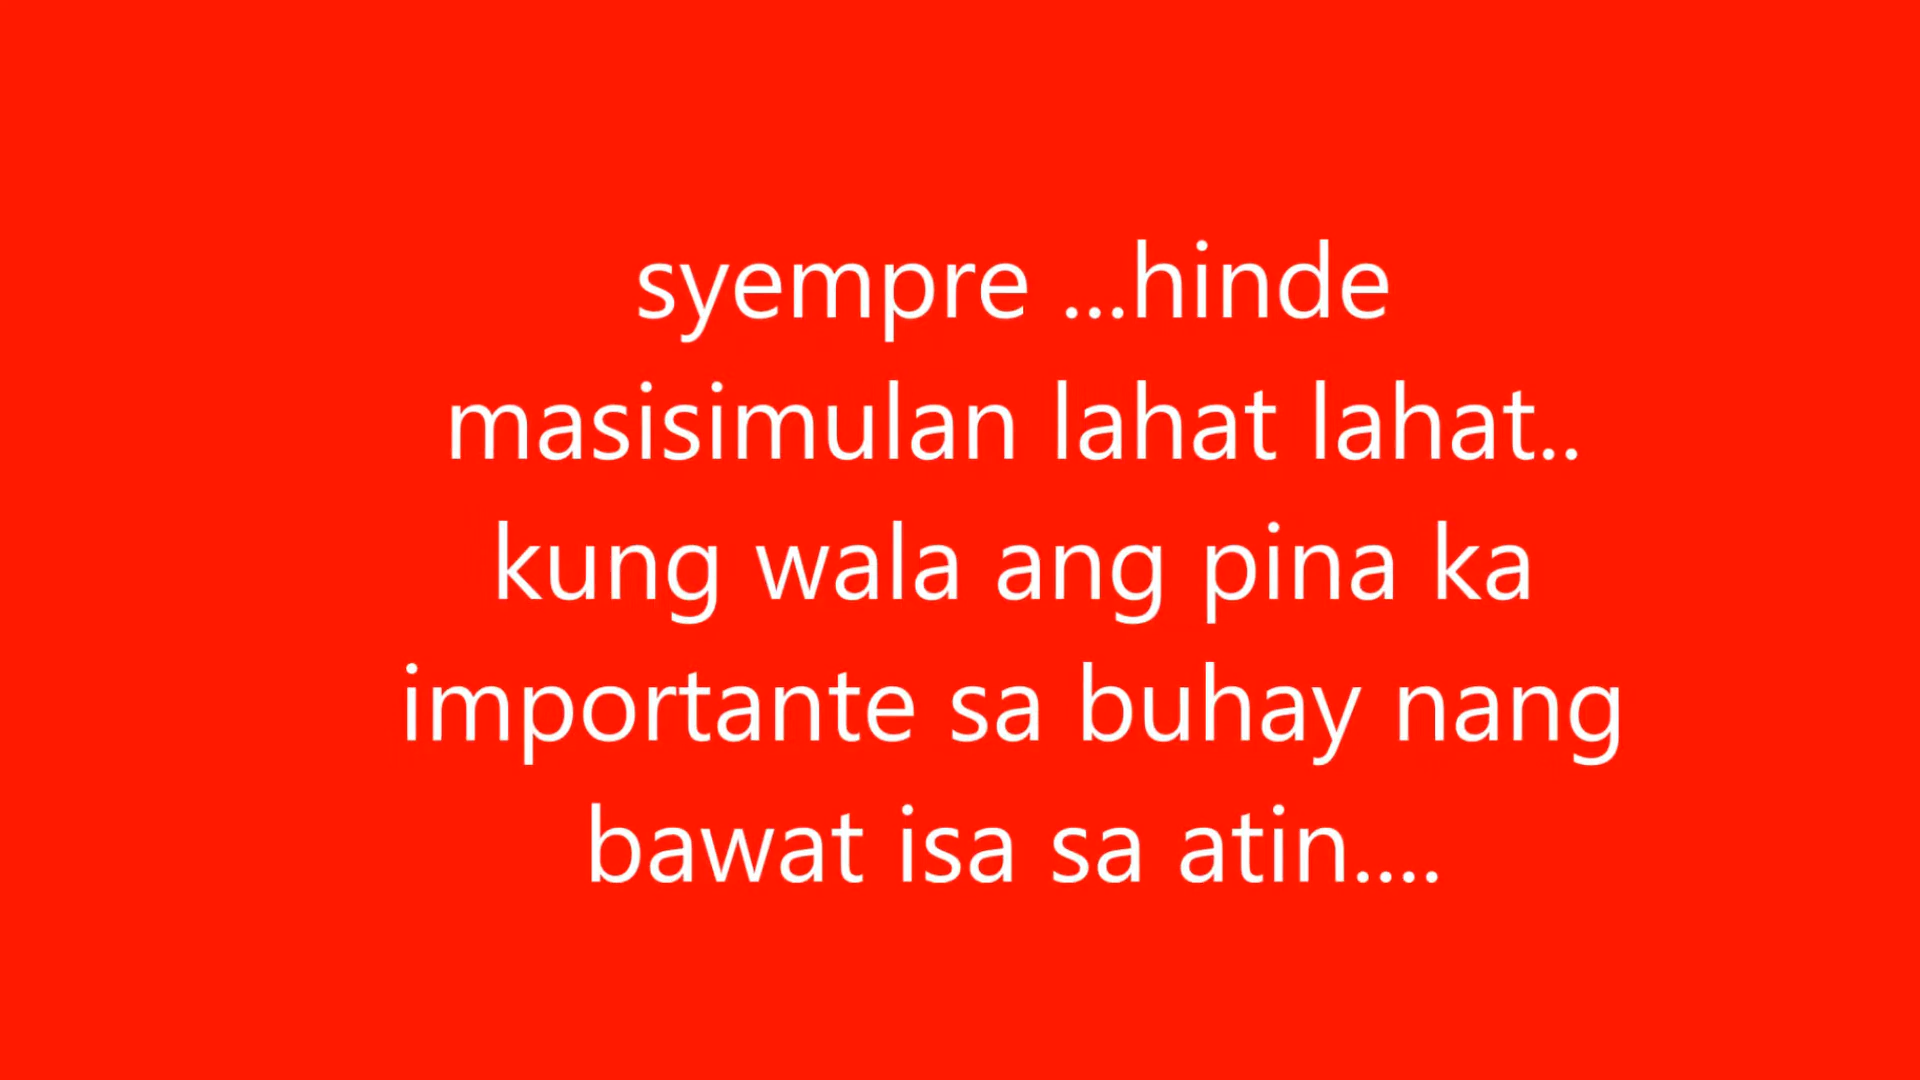 syempre ...hinde
masisimulan lahat lahat..
kung wala ang pina ka
importante sa buhay nang
bawat isa sa atin....